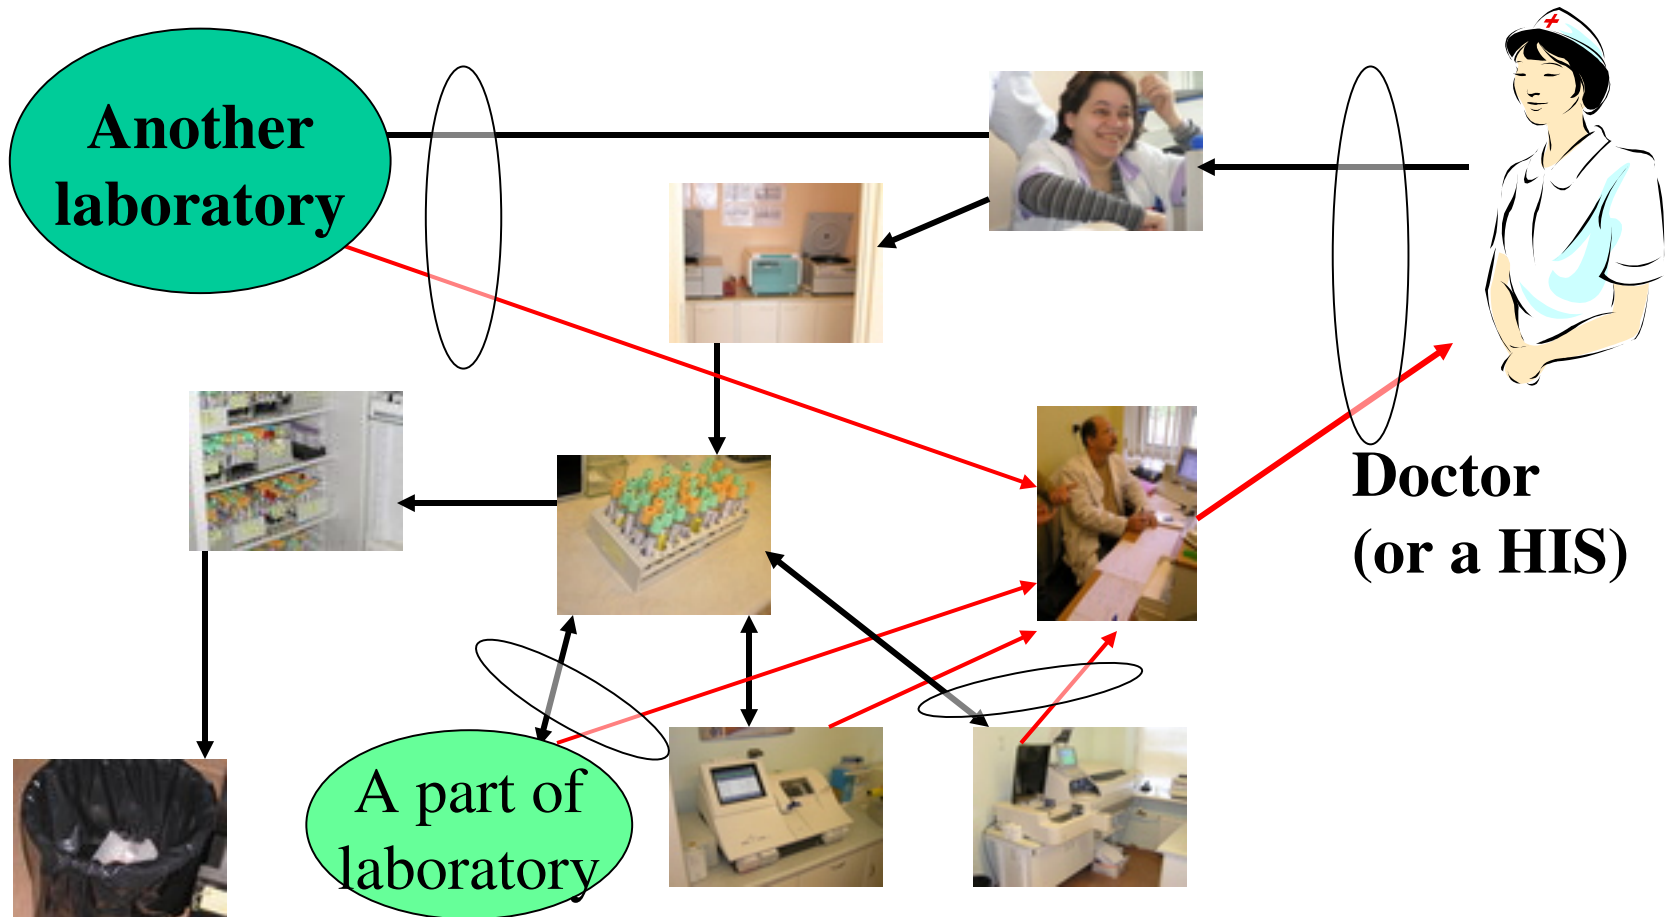 Another
laboratory
Doctor
(or a HIS)
A part of
laboratory